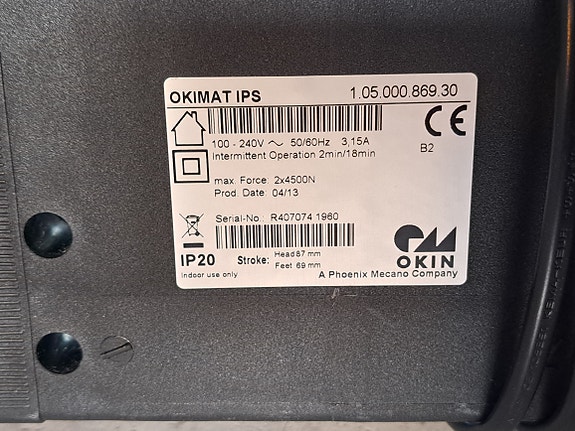 OKIMAT IPS 1.05.000.869.30
100 - 240V ~ 50/60Hz 3,15A
Intermittent Operation 2min/18min
B2
max. Force: 2x4500N
Prod. Date: 04/13
Serial-No.: R407074 1960
IP20 Stroke: Head 87 mm
Feet 69 mm
OKIN
Indoor use only
A Phoenix Mecano Company